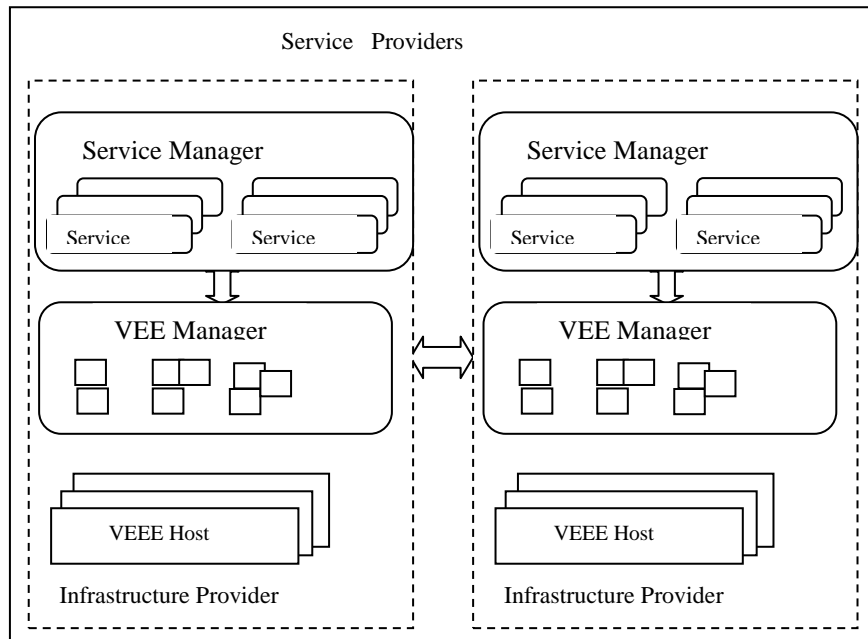 Service Providers
Service Manager
Service
Service
VEE Manager
VEEE Host
Infrastructure Provider
Service Manager
Service
Service
VEE Manager
VEEE Host
Infrastructure Provider